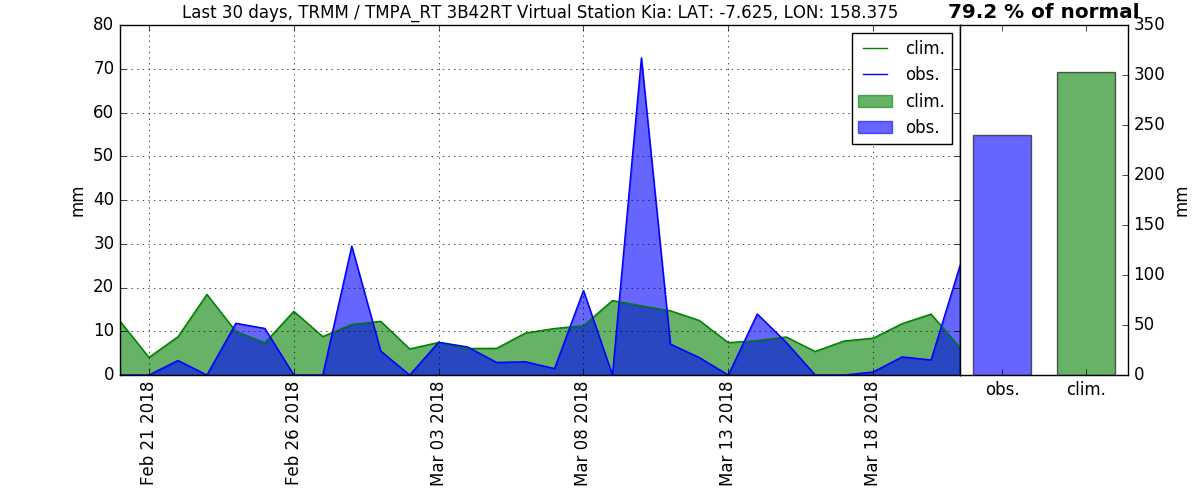 Last 30 days, TRMM / TMPA_RT 3B42RT Virtual Station Kia: LAT: -7.625, LON: 158.375
79.2 % of normal
80
70
60
50
40
30
20
10
0
mm
clim.
obs.
clim.
obs.
Feb 21 2018
Feb 26 2018
Mar 03 2018
Mar 08 2018
Mar 13 2018
Mar 18 2018
350
300
250
200
150
100
50
0
mm
obs.
clim.